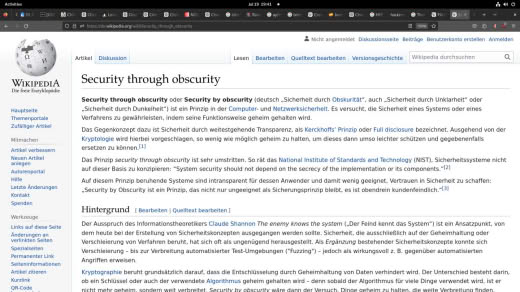 Aktivitäten
Jul 10 19:41
https://de.wikipedia.org/wiki/Security_through_obscurity
Nicht angemeldet Diskussionsseite Beiträge Benutzerkonto erstellen Anmelden
Artikel Diskussion Lesen Bearbeiten Quelltext bearbeiten Versionsgeschichte Wikipedia durchsuchen
WIKIPEDIA
Die freie Enzyklopädie
Hauptseite
Themenportale
Zufälliger Artikel
Mitmachen
Artikel verbessern
Neuen Artikel
anlegen
Autorenportal
Hilfe
Letzte Änderungen
Kontakt
Spenden
Werkzeuge
Links auf diese Seite
Änderungen an
verlinkten Seiten
Spezialseiten
Permanenter Link
Seiteninformationen
Artikel zitieren
Kurzlink
QR-Code
Security through obscurity
Security through obscurity oder Security by obscurity (deutsch „Sicherheit durch Obskurität“, auch „Sicherheit durch Unklarheit“ oder
„Sicherheit durch Dunkelheit“) ist ein Prinzip in der Computer- und Netzwerksicherheit. Es versucht, die Sicherheit eines Systems oder eines
Verfahrens zu gewährleisten, indem seine Funktionsweise geheim gehalten wird.
Das Gegenkonzept dazu ist Sicherheit durch weitestgehende Transparenz, als Kerckhoffs’ Prinzip oder Full disclosure bezeichnet. Ausgehend von der
Kryptologie wird hierbei vorgeschlagen, so wenig wie möglich geheim zu halten, um dieses dann umso leichter schützen und gegebenenfalls
ersetzen zu können.[1]
Das Prinzip security through obscurity ist sehr umstritten. So rät das National Institute of Standards and Technology (NIST), Sicherheitssysteme nicht
auf dieser Basis zu konzipieren: “System security should not depend on the secrecy of the implementation or its components.”[2]
Auf diesem Prinzip beruhende Systeme sind intransparent für dessen Anwender und damit wenig geeignet, Vertrauen in Sicherheit zu schaffen:
„Security by Obscurity ist ein Prinzip, das nicht nur ungeeignet als Sicherungsprinzip bleibt, es ist obendrein kundenfeindlich.“[3]
Hintergrund [ Bearbeiten | Quelltext bearbeiten ]
Der Ausspruch des Informationstheoretikers Claude Shannon The enemy knows the system („Der Feind kennt das System“) ist ein Ansatzpunkt, von
dem heute bei der Erstellung von Sicherheitskonzepten ausgegangen werden sollte. Sicherheit, die ausschließlich auf der Geheimhaltung oder
Verschleierung von Verfahren beruht, hat sich oft als ungenügend herausgestellt. Als Ergänzung bestehender Sicherheitskonzepte konnte sich
Verschleierung – bis zur Verbreitung automatisierter Test-Umgebungen ("Fuzzing") – jedoch als wirkungsvoll z. B. gegenüber automatisierten
Angriffen erweisen.
Kryptographie beruht grundsätzlich darauf, dass die Entschlüsselung durch Geheimhaltung von Daten verhindert wird. Der Unterschied besteht darin,
ob ein Schlüssel oder auch der verwendete Algorithmus geheim gehalten wird – denn sobald der Algorithmus für viele Dinge verwendet wird, ist er
nicht mehr geheim, sondern weit verbreitet. Security by obscurity wäre dann der Versuch, Dinge geheim zu halten, die weite Verbreitung finden.